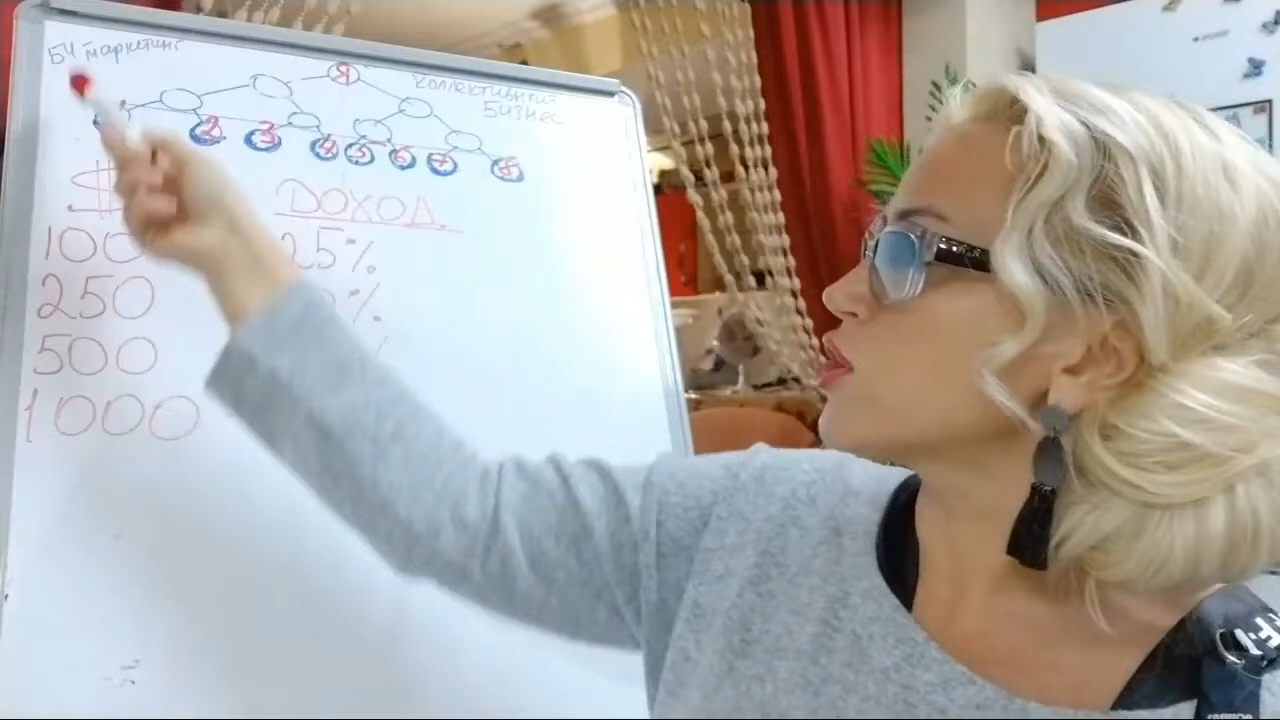 БЧ маркетинг
Я
коллективный
бизнес
2 3 4 5 6 7 8
$ ДОХОД
100 25%
250 %
500
1000